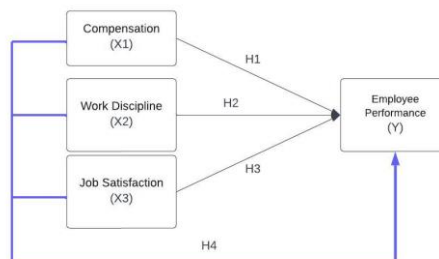 Compensation
(X1)
H1
Work Discipline
(X2)
H2
Employee
Performance
(Y)
Job Satisfaction
(X3)
H3
H4